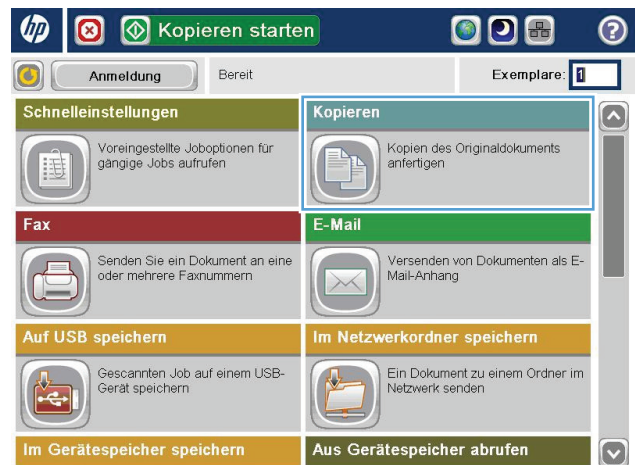 hp
Kopieren starten
?
Anmeldung
Bereit
Exemplare: 1
Schnelleinstellungen
Voreingestellte Joboptionen für
gängige Jobs aufrufen
Kopieren
Kopien des Originaldokuments
anfertigen
Fax
Senden Sie ein Dokument an eine
oder mehrere Faxnummern
E-Mail
Versenden von Dokumenten als E-
Mail-Anhang
Auf USB speichern
Gescannten Job auf einem USB-
Gerät speichern
Im Netzwerkordner speichern
Ein Dokument zu einem Ordner im
Netzwerk senden
Im Gerätespeicher speichern
Aus Gerätespeicher abrufen